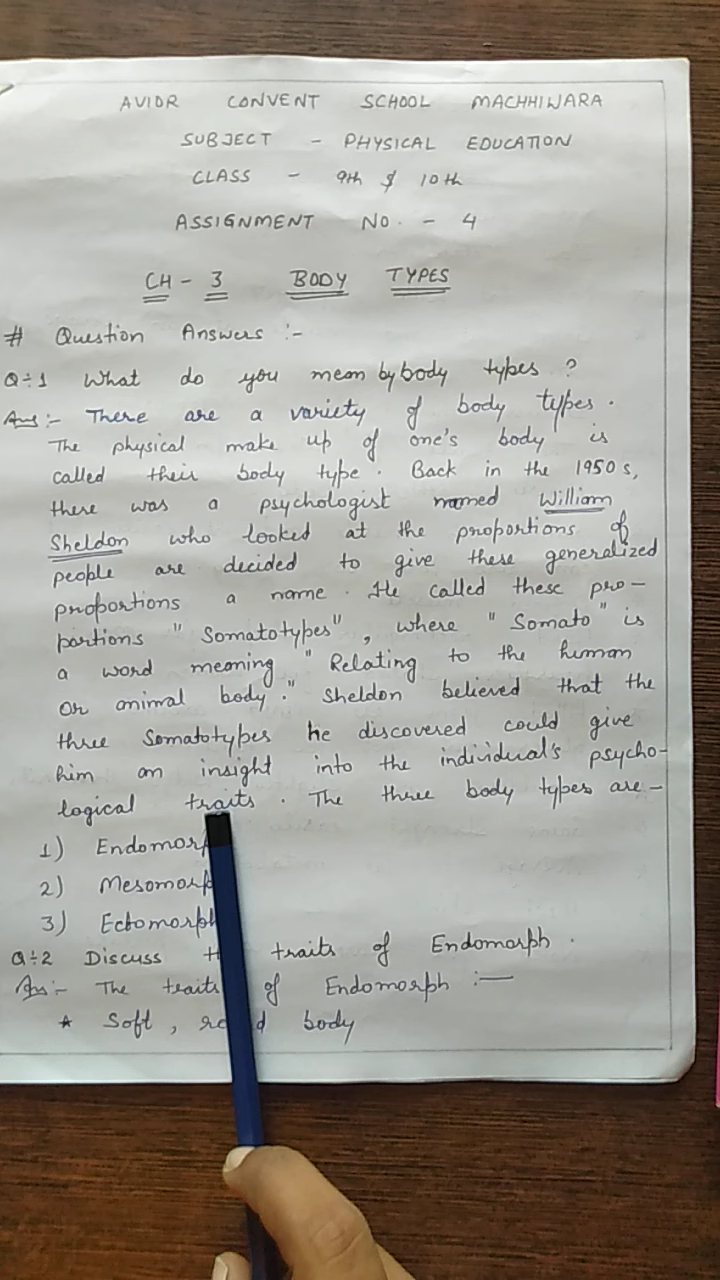 AVIOR CONVENT SCHOOL MACHHIWARA
SUBJECT - PHYSICAL EDUCATION
CLASS - 9th & 10th
ASSIGNMENT NO. - 4
CH - 3 BODY TYPES
# Question Answers :-
Q÷1 What do you mean by body types ?
Ans :- There are a variety of body types .
The physical make up of one's body is
called their body type . Back in the 1950s,
there was a psychologist named William
Sheldon who looked at the proportions of
people are decided to give these generalized
proportions a name . He called these pro-
portions " Somatotypes" , where " Somato " is
a word meaning " Relating to the human
or animal body ." Sheldon believed that the
three Somatotypes he discovered could give
him an insight into the individual's psycho-
logical traits . The three body types are -
1) Endomorp
2) Mesomorp
3) Ectomorph
Q÷2 Discuss traits of Endomorph .
Ans :- The traits of Endomorph :-
* Soft , body